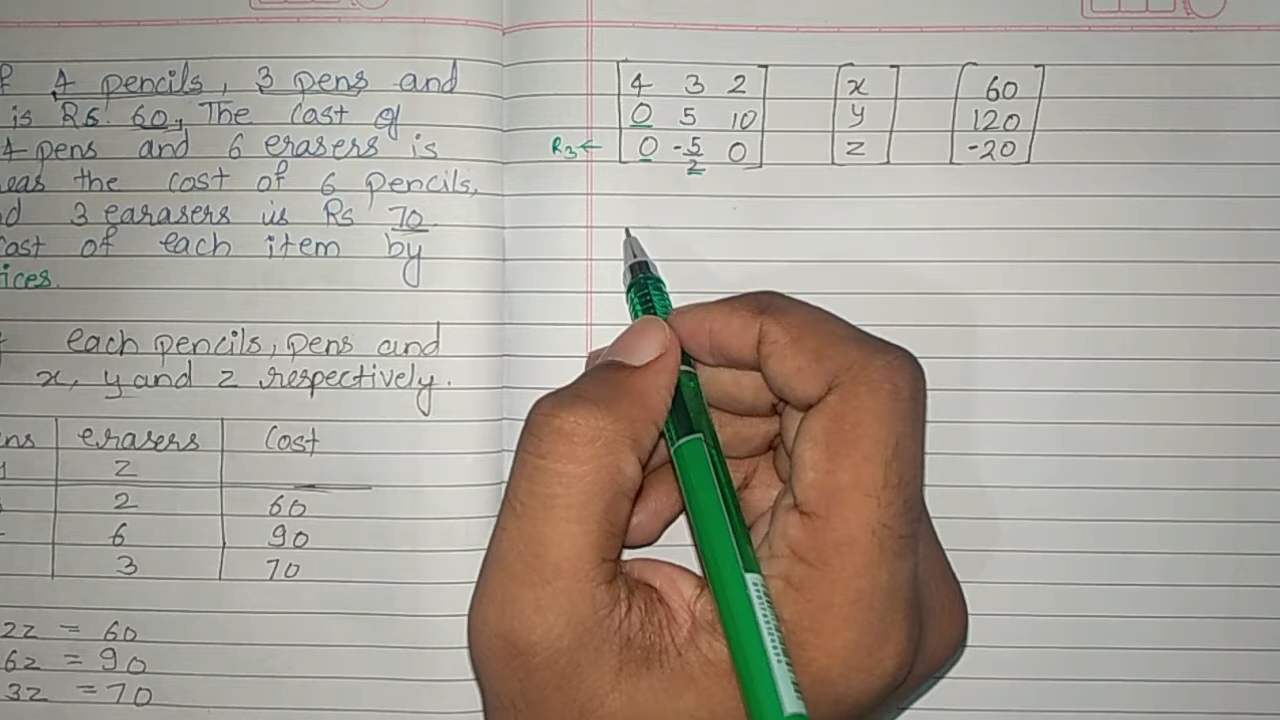 4 pencils, 3 pens and
is Rs. 60, The cost of
4 pens and 6 erasers is
the cost of 6 pencils,
3 earasers is Rs 70
cost of each item by
ices.
each pencils, pens and
x, y and z respectively.
ens erasers Cost
y z
2 60
6 90
3 70
2z = 60
6z = 90
3z = 70
4 3 2 x 60
0 5 10 y 120
R3← 0 -5/2 0 z -20